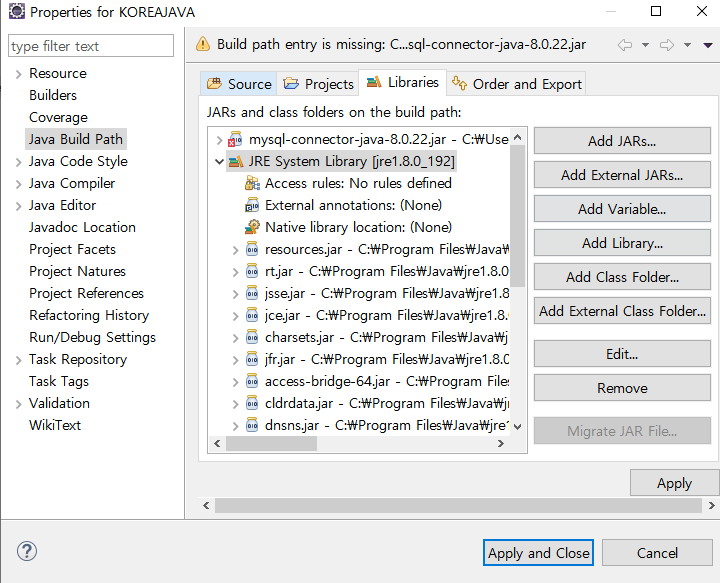 Properties for KOREAJAVA
type filter text
Resource
Builders
Coverage
Java Build Path
Java Code Style
Java Compiler
Java Editor
Javadoc Location
Project Facets
Project Natures
Project References
Refactoring History
Run/Debug Settings
Task Repository
Task Tags
Validation
WikiText
Build path entry is missing: C...sql-connector-java-8.0.22.jar
Source Projects Libraries Order and Export
JARs and class folders on the build path:
mysql-connector-java-8.0.22.jar - C:₩Use
JRE System Library [jre1.8.0_192]
Access rules: No rules defined
External annotations: (None)
Native library location: (None)
resources.jar - C:₩Program Files₩Java₩
rt.jar - C:₩Program Files₩Java₩jre1.8.0
jsse.jar - C:₩Program Files₩Java₩jre1.8
jce.jar - C:₩Program Files₩Java₩jre1.8.
charsets.jar - C:₩Program Files₩Java₩j
jfr.jar - C:₩Program Files₩Java₩jre1.8.0
access-bridge-64.jar - C:₩Program Files
cldrdata.jar - C:₩Program Files₩Java₩j
dnsns.jar - C:₩Program Files₩Java₩jre1
Add JARs...
Add External JARs...
Add Variable...
Add Library...
Add Class Folder...
Add External Class Folder...
Edit...
Remove
Migrate JAR File...
Apply
Apply and Close
Cancel